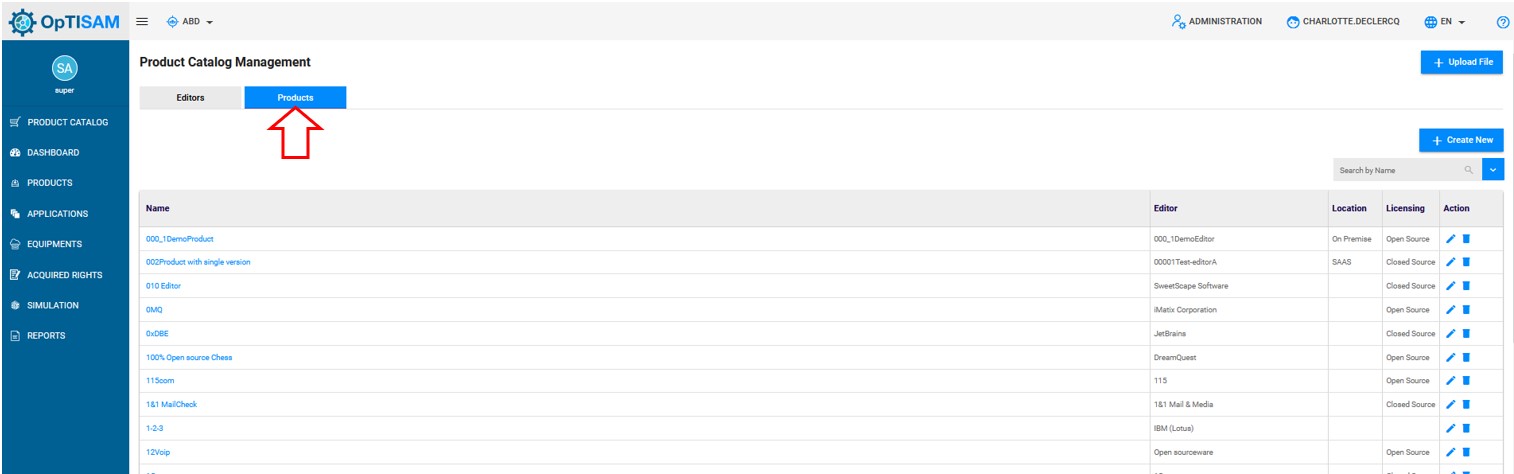 OpTISAM ABD ADMINISTRATION CHARLOTTE.DECLERCQ EN
SA
super
PRODUCT CATALOG
DASHBOARD
PRODUCTS
APPLICATIONS
EQUIPMENTS
ACQUIRED RIGHTS
SIMULATION
REPORTS
Product Catalog Management
+ Upload File
Editors Products
+ Create New
Search by Name
Name Editor Location Licensing Action
000_1DemoProduct 000_1DemoEditor On Premise Open Source
002Product with single version 00001Test-editorA SAAS Closed Source
010 Editor SweetScape Software Closed Source
0MQ iMatix Corporation Open Source
0xDBE JetBrains Closed Source
100% Open source Chess DreamQuest Open Source
115com 115 Open Source
1&1 MailCheck 1&1 Mail & Media Closed Source
1-2-3 IBM (Lotus)
12Voip Open sourceware Open Source